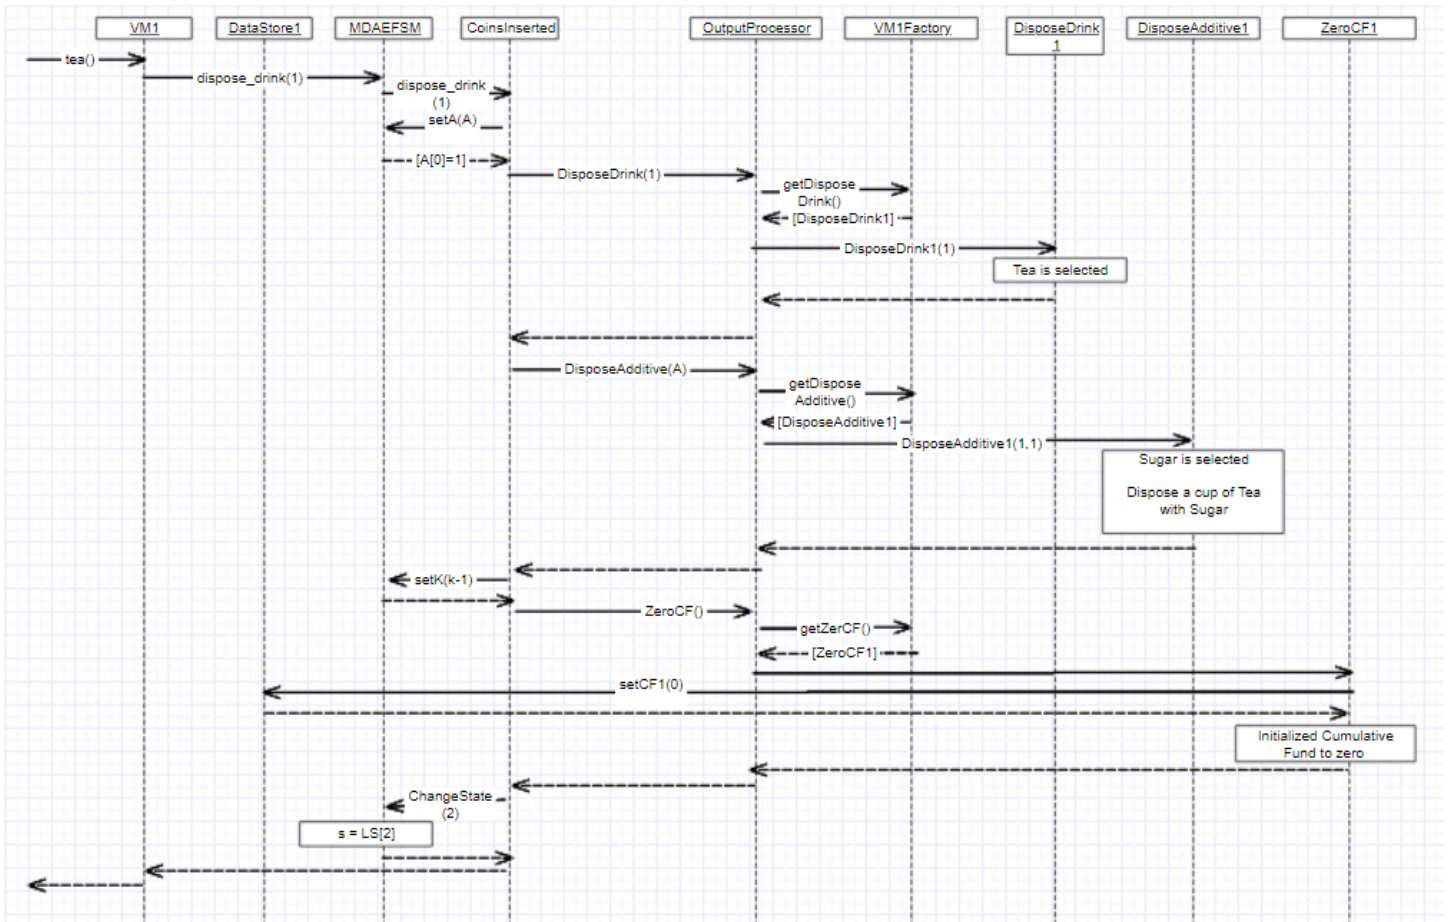 VM1
DataStore1
MDAEFSM
CoinsInserted
OutputProcessor
VM1Factory
DisposeDrink
1
DisposeAdditive1
ZeroCF1
tea()
dispose_drink(1)
dispose_drink
(1)
setA(A)
[A[0]=1]
DisposeDrink(1)
getDispose
Drink()
[DisposeDrink1]
DisposeDrink1(1)
Tea is selected
DisposeAdditive(A)
getDispose
Additive()
[DisposeAdditive1]
DisposeAdditive1(1,1)
Sugar is selected
Dispose a cup of Tea
with Sugar
setK(k-1)
ZeroCF()
getZerCF()
[ZeroCF1]
setCF1(0)
Initialized Cumulative
Fund to zero
ChangeState
(2)
s = LS[2]